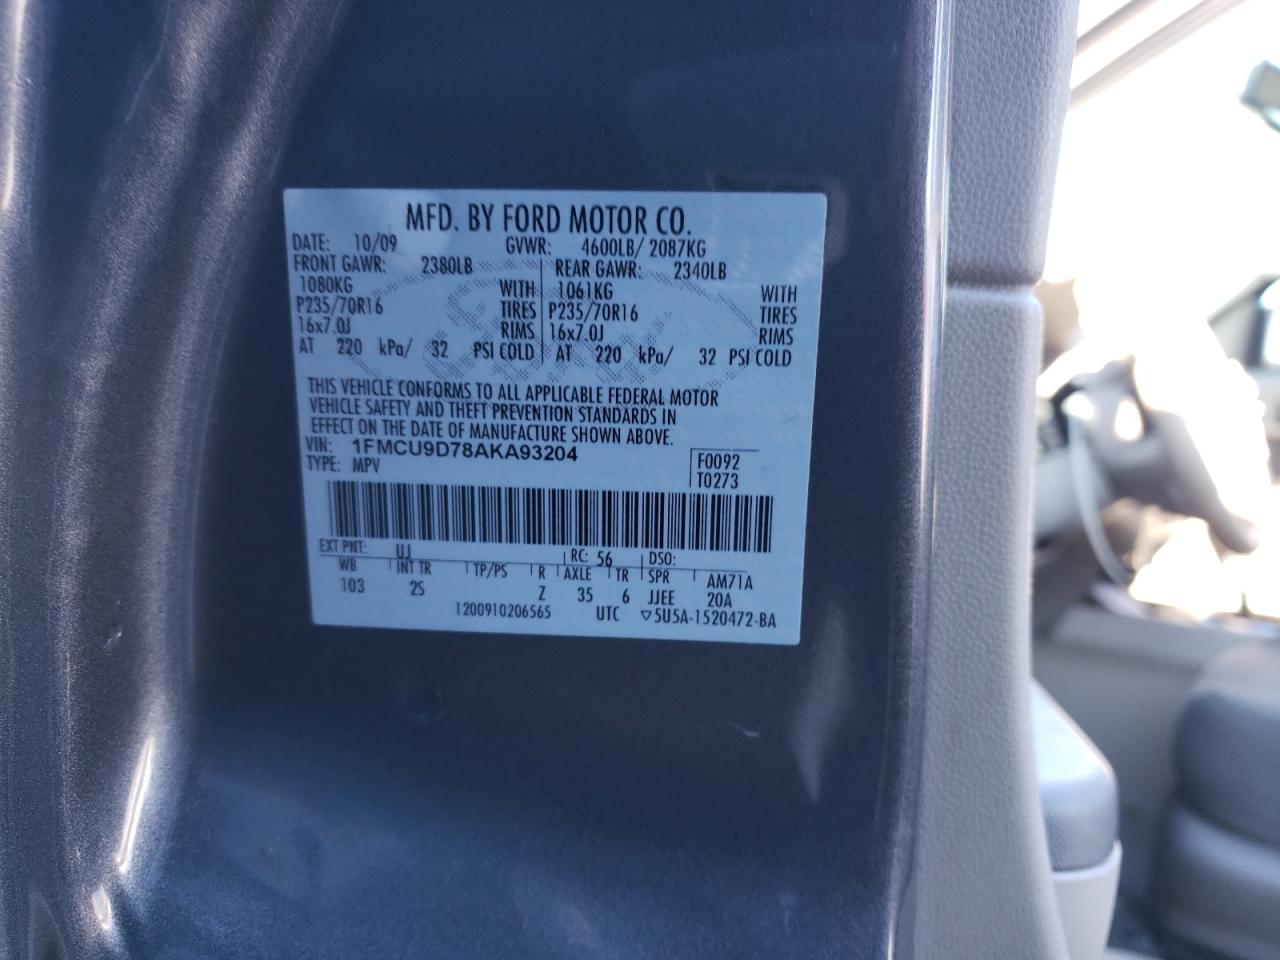 MFD. BY FORD MOTOR CO.
DATE: 10/09 GVWR: 4600LB/ 2087KG
FRONT GAWR: 2380LB REAR GAWR: 2340LB
1080KG WITH 1061KG WITH
P235/70R16 TIRES P235/70R16 TIRES
16x7.0J RIMS 16x7.0J RIMS
AT 220 kPa/ 32 PSI COLD AT 220 kPa/ 32 PSI COLD
Ford
THIS VEHICLE CONFORMS TO ALL APPLICABLE FEDERAL MOTOR
VEHICLE SAFETY AND THEFT PREVENTION STANDARDS IN
EFFECT ON THE DATE OF MANUFACTURE SHOWN ABOVE.
VIN: 1FMCU9D78AKA93204 F0092
TYPE: MPV T0273
EXT PNT: UJ RC: 56 DSO:
WB INT TR TP/PS R AXLE TR SPR AM71A
103 2S Z 35 6 JJEE 20A
1200910206565 UTC ▽5U5A-1520472-BA